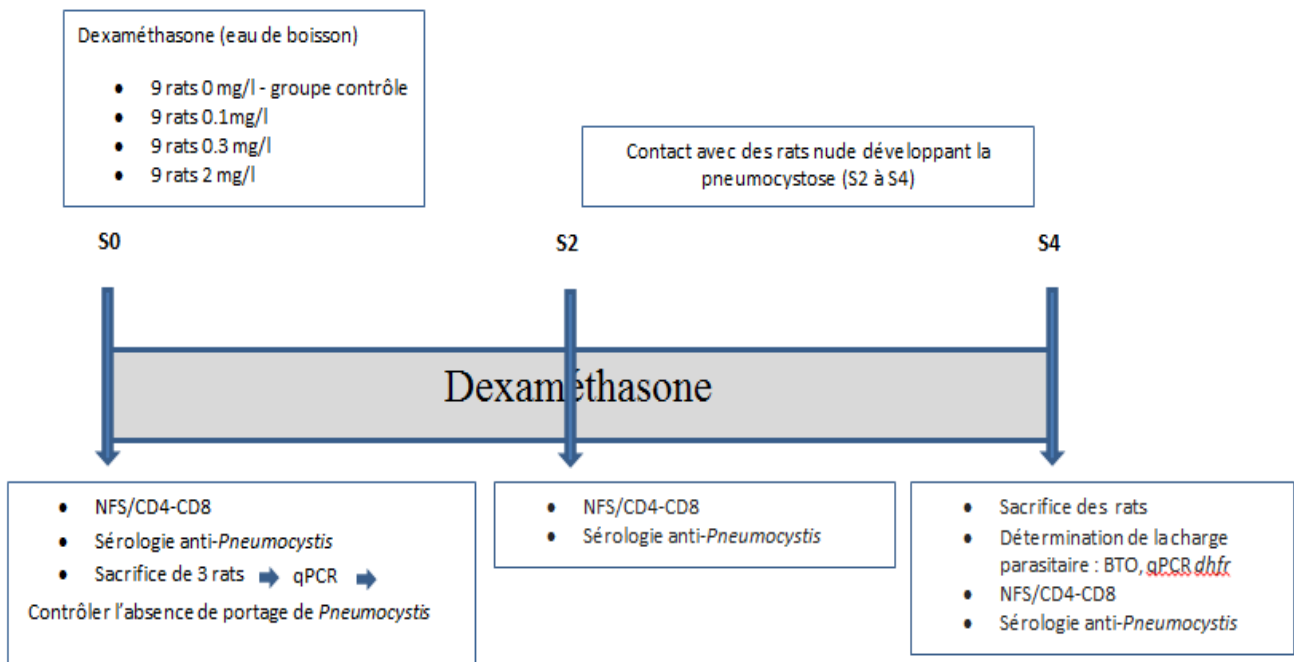 Dexaméthasone (eau de boisson)
• 9 rats 0 mg/l - groupe contrôle
• 9 rats 0.1mg/l
• 9 rats 0.3 mg/l
• 9 rats 2 mg/l
Contact avec des rats nude développant la
pneumocystose (S2 à S4)
S0
S2
S4
Dexaméthasone
• NFS/CD4-CD8
• Sérologie anti-Pneumocystis
• Sacrifice de 3 rats ➡ qPCR ➡
Contrôler l'absence de portage de Pneumocystis
• NFS/CD4-CD8
• Sérologie anti-Pneumocystis
• Sacrifice des rats
• Détermination de la charge
parasitaire : BTO, qPCR dhfr
• NFS/CD4-CD8
• Sérologie anti-Pneumocystis